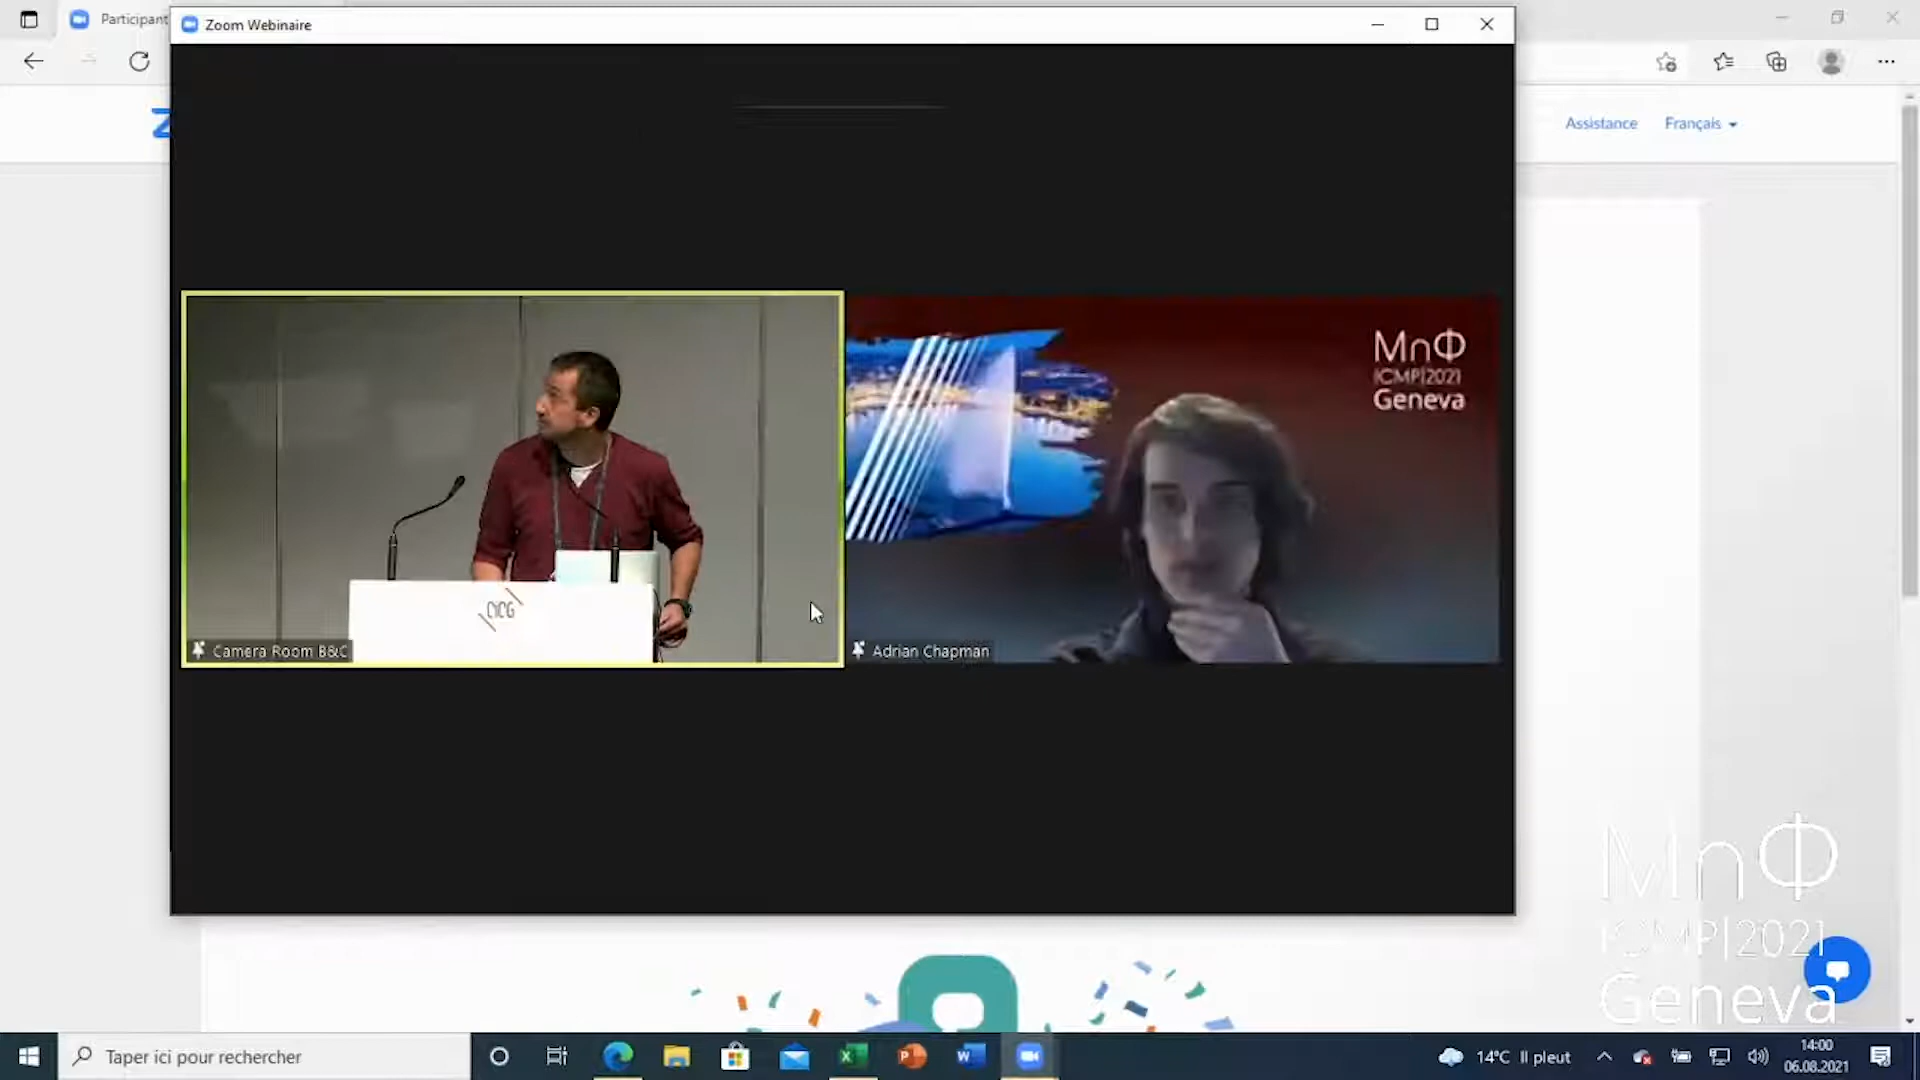 Participant
Zoom Webinaire
Assistance
Français
MnΦ
ICMP|2021
Geneva
CICG
Camera Room B&C
Adrian Chapman
MnΦ
ICMP|2021
Geneva
Taper ici pour rechercher
14°C Il pleut
14:00
06.08.2021